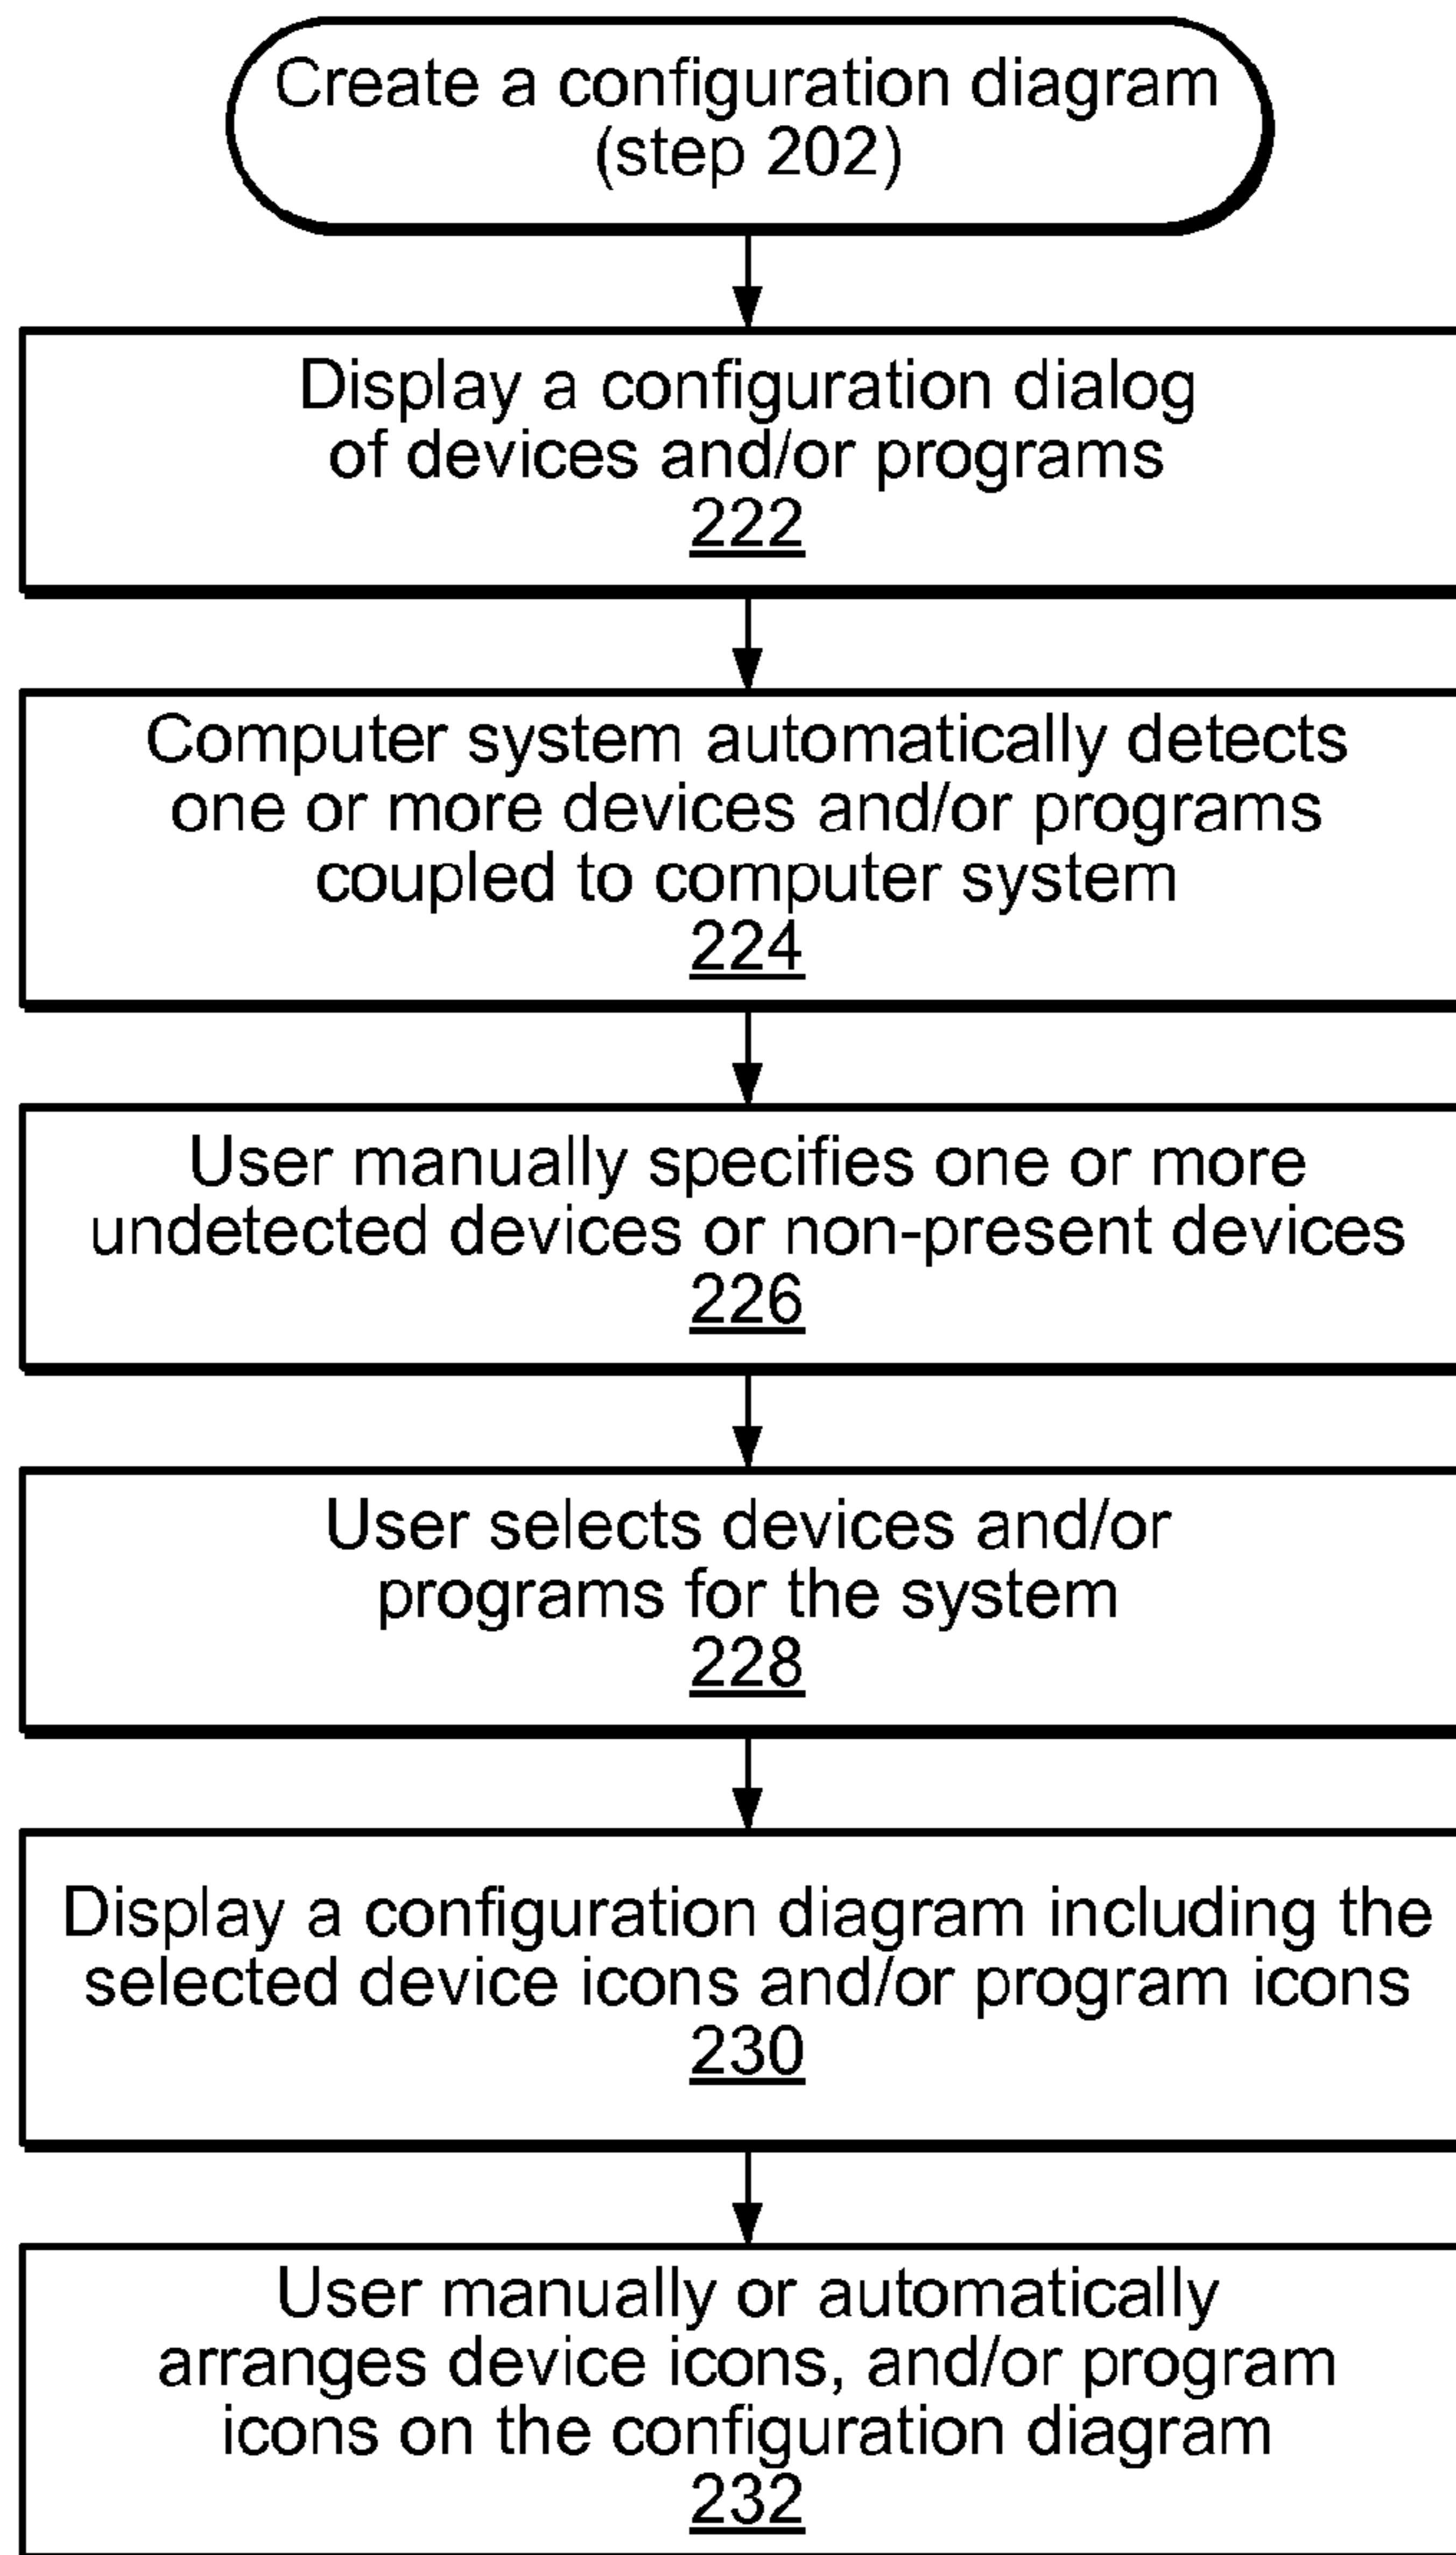 Create a configuration diagram
(step 202)
Display a configuration dialog
of devices and/or programs
222
Computer system automatically detects
one or more devices and/or programs
coupled to computer system
224
User manually specifies one or more
undetected devices or non-present devices
226
User selects devices and/or
programs for the system
228
Display a configuration diagram including the
selected device icons and/or program icons
230
User manually or automatically
arranges device icons, and/or program
icons on the configuration diagram
232